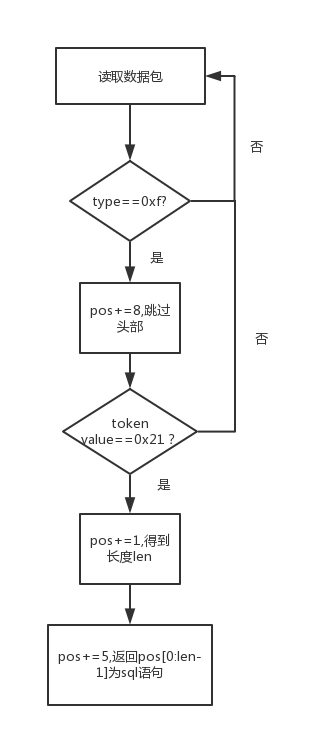 读取数据包
否
type==0xf?
是
pos+=8,跳过
头部
否
token
value==0x21 ?
是
pos+=1,得到
长度len
pos+=5,返回pos[0:len-
1]为sql语句